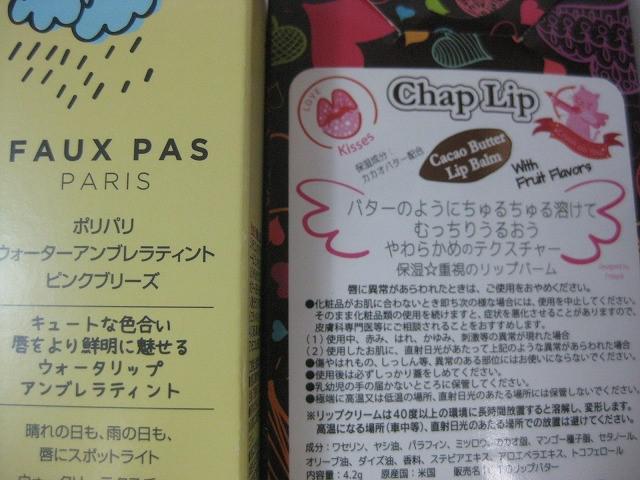 FAUX PAS
PARIS
ポリパリ
ウォーターアンブレラティント
ピンクブリーズ
キュートな色合い
唇をより鮮明に魅せる
ウォータリップ
アンブレラティント
晴れの日も、雨の日も、
唇にスポットライト
LOVE
Kisses
Chap Lip
保湿成分：
カカオバター配合
Cacao Butter
Lip Balm
With
Fruit Flavors
バターのようにちゅるちゅる溶けて
むっちりうるおう
やわらかめのテクスチャー
保湿☆重視のリップバーム
designed by
唇に異常があらわれたときは、ご使用をおやめください。
●化粧品がお肌に合わないとき即ち次の様な場合には、使用を中止してください。
そのまま化粧品類の使用を続けますと、症状を悪化させることがありますので、
皮膚科専門医等にご相談されることをおすすめします。
(1)使用中、赤み、はれ、かゆみ、刺激等の異常が現れた場合
(2)使用したお肌に、直射日光があたって上記のような異常があらわれた場合
●傷やはれもの、しっしん等、異常のある部位にはお使いにならないでください。
●使用後は必ずしっかり蓋をしめてください。
●乳幼児の手の届かないところに保管してください。
●極端に高温又は低温の場所、直射日光のあたる場所には保管しないでください。
※リップクリームは40度以上の環境に長時間放置すると溶解し、変形します。
高温になる場所(車中等)、直射日光のあたる場所での放置は避けてください。
成分：ワセリン、ヤシ油、パラフィン、ミツロウ、カカオ脂、マンゴー種子脂、セタノール、
オリーブ油、ダイズ油、香料、ステビアエキス、アロエベラエキス、トコフェロール
内容量：4.2g 原産国：米国 販売名：のリップバター